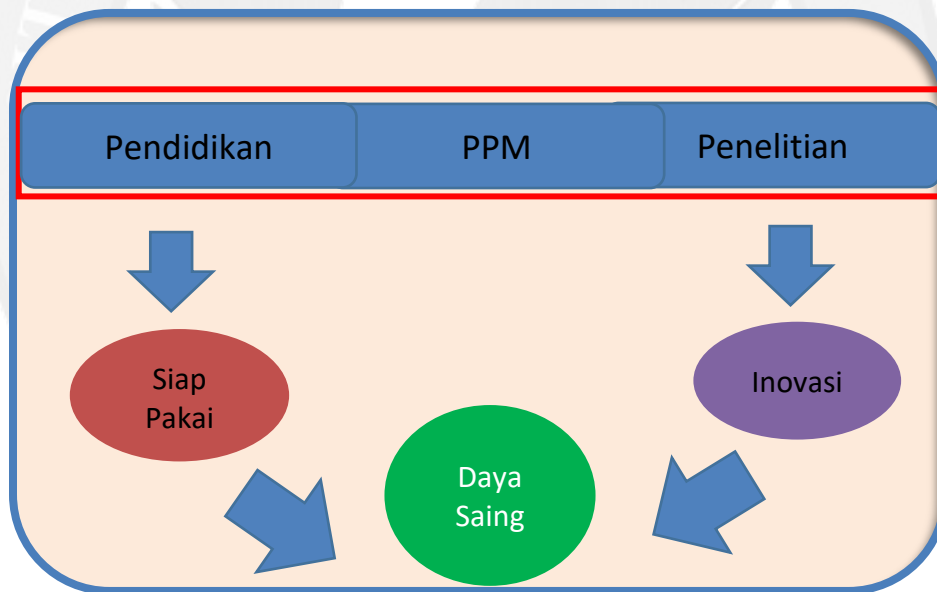 Pendidikan PPM Penelitian
Siap
Pakai
Inovasi
Daya
Saing